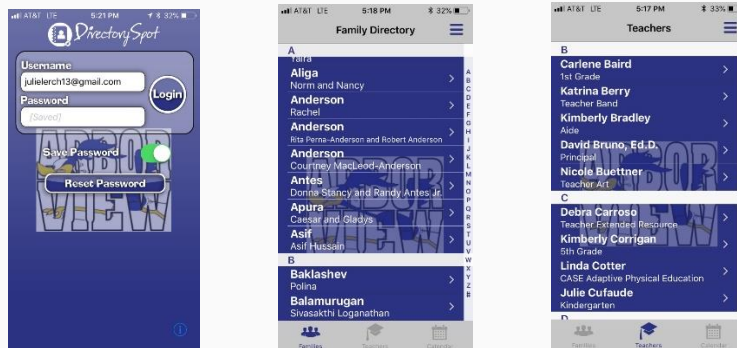 AT&T LTE 5:21 PM 32%
DirectorySpot
Username
julielerch13@gmail.com
Password
[Saved]
Login
Save Password
Reset Password
ARBOR
VIEW
AT&T LTE 5:18 PM 32%
Family Directory
A
Aliga
Norm and Nancy
Anderson
Rachel
Anderson
Rita Perna-Anderson and Robert Anderson
Anderson
Courtney MacLeod-Anderson
Antes
Donna Stancy and Randy Antes Jr.
Apura
Caesar and Gladys
Asif
Asif Hussain
B
Baklashev
Polina
Balamurugan
Sivasakthi Loganathan
A
B
C
D
E
F
G
H
I
J
K
L
M
N
O
P
Q
R
S
T
U
V
W
X
Y
Z
#
ARBOR
VIEW
Families Teachers Calendar
AT&T LTE 5:17 PM 33%
Teachers
B
Carlene Baird
1st Grade
Katrina Berry
Teacher Band
Kimberly Bradley
Aide
David Bruno, Ed.D.
Principal
Nicole Buettner
Teacher Art
C
Debra Carroso
Teacher Extended Resource
Kimberly Corrigan
5th Grade
Linda Cotter
CASE Adaptive Physical Education
Julie Cufaude
Kindergarten
D
ARBOR
VIEW
Families Teachers Calendar